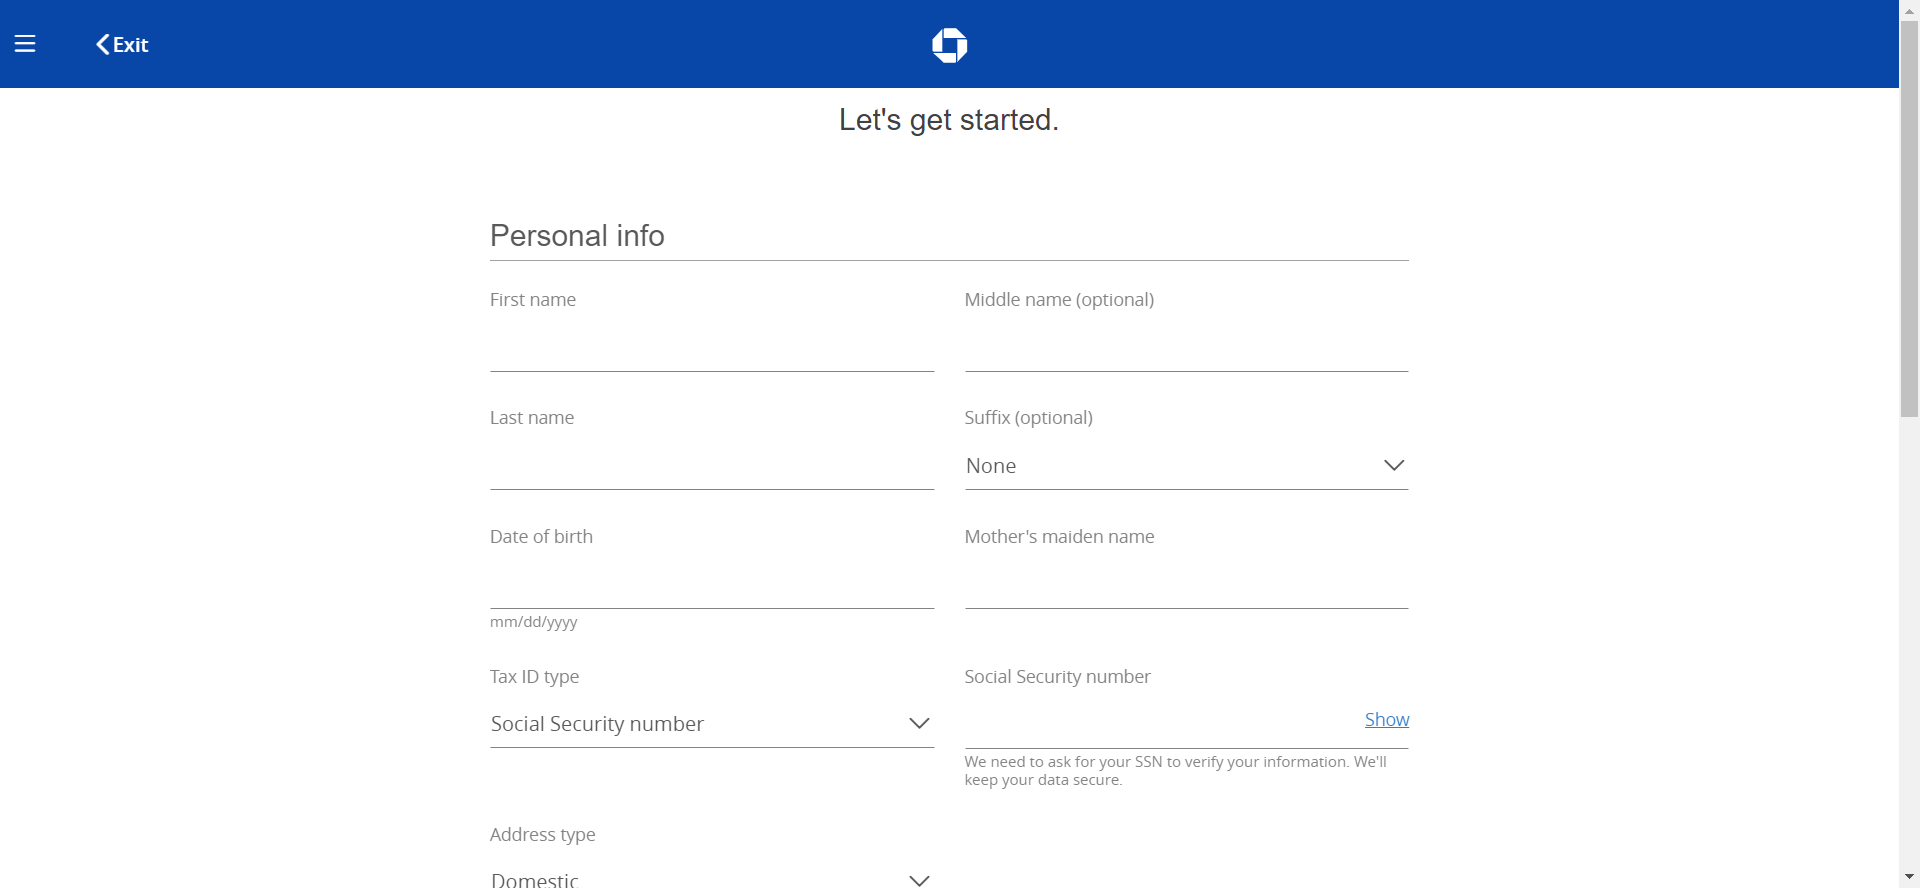 Exit
Let's get started.
Personal info
First name
Middle name (optional)
Last name
Suffix (optional)
None
Date of birth
Mother's maiden name
mm/dd/yyyy
Tax ID type
Social Security number
Social Security number
Show
We need to ask for your SSN to verify your information. We'll
keep your data secure.
Address type
Domestic